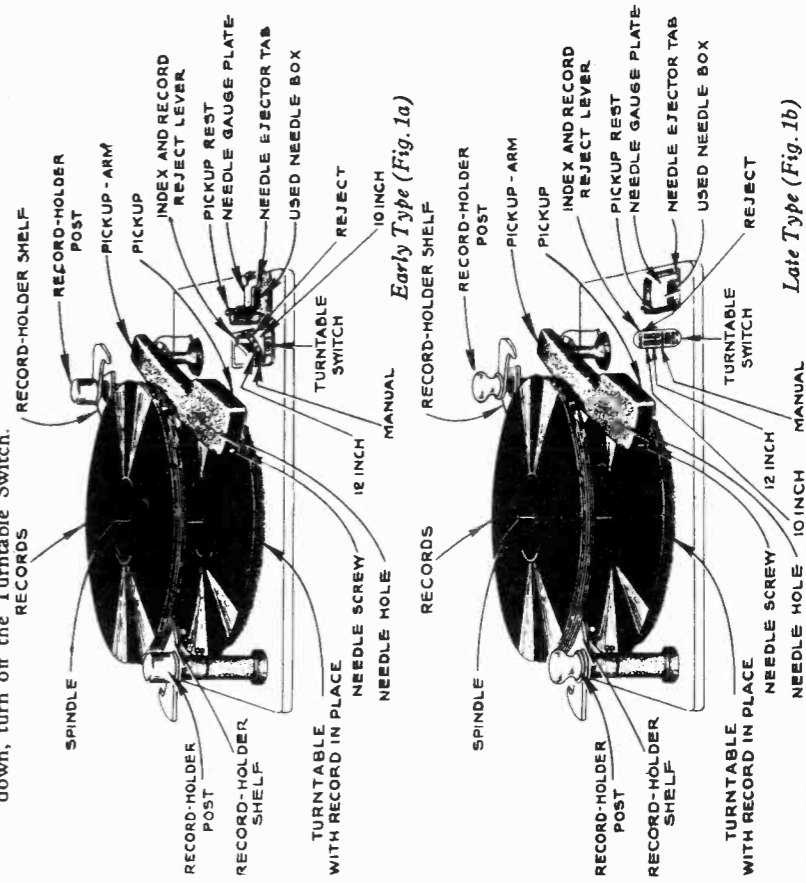 down, turn off the Turntable Switch.
RECORDS
SPINDLE
RECORD-HOLDER SHELF
RECORD-HOLDER
POST
PICKUP-ARM
PICKUP
INDEX AND RECORD
REJECT LEVER
PICKUP REST
NEEDLE GAUGE PLATE
NEEDLE EJECTOR TAB
USED NEEDLE BOX
REJECT
10 INCH
TURNTABLE
SWITCH
12 INCH
MANUAL
NEEDLE SCREW
NEEDLE HOLE
TURNTABLE
WITH RECORD IN PLACE
RECORD-HOLDER
SHELF
RECORD-HOLDER
POST
Early Type (Fig. 1a)
RECORDS
SPINDLE
RECORD-HOLDER SHELF
RECORD-HOLDER
POST
PICKUP-ARM
PICKUP
INDEX AND RECORD
REJECT LEVER
PICKUP REST
NEEDLE GAUGE PLATE
NEEDLE EJECTOR TAB
USED NEEDLE BOX
REJECT
TURNTABLE
SWITCH
12 INCH
MANUAL
10 INCH
NEEDLE SCREW
NEEDLE HOLE
TURNTABLE
WITH RECORD IN PLACE
RECORD-HOLDER
SHELF
RECORD-HOLDER
POST
Late Type (Fig. 1b)